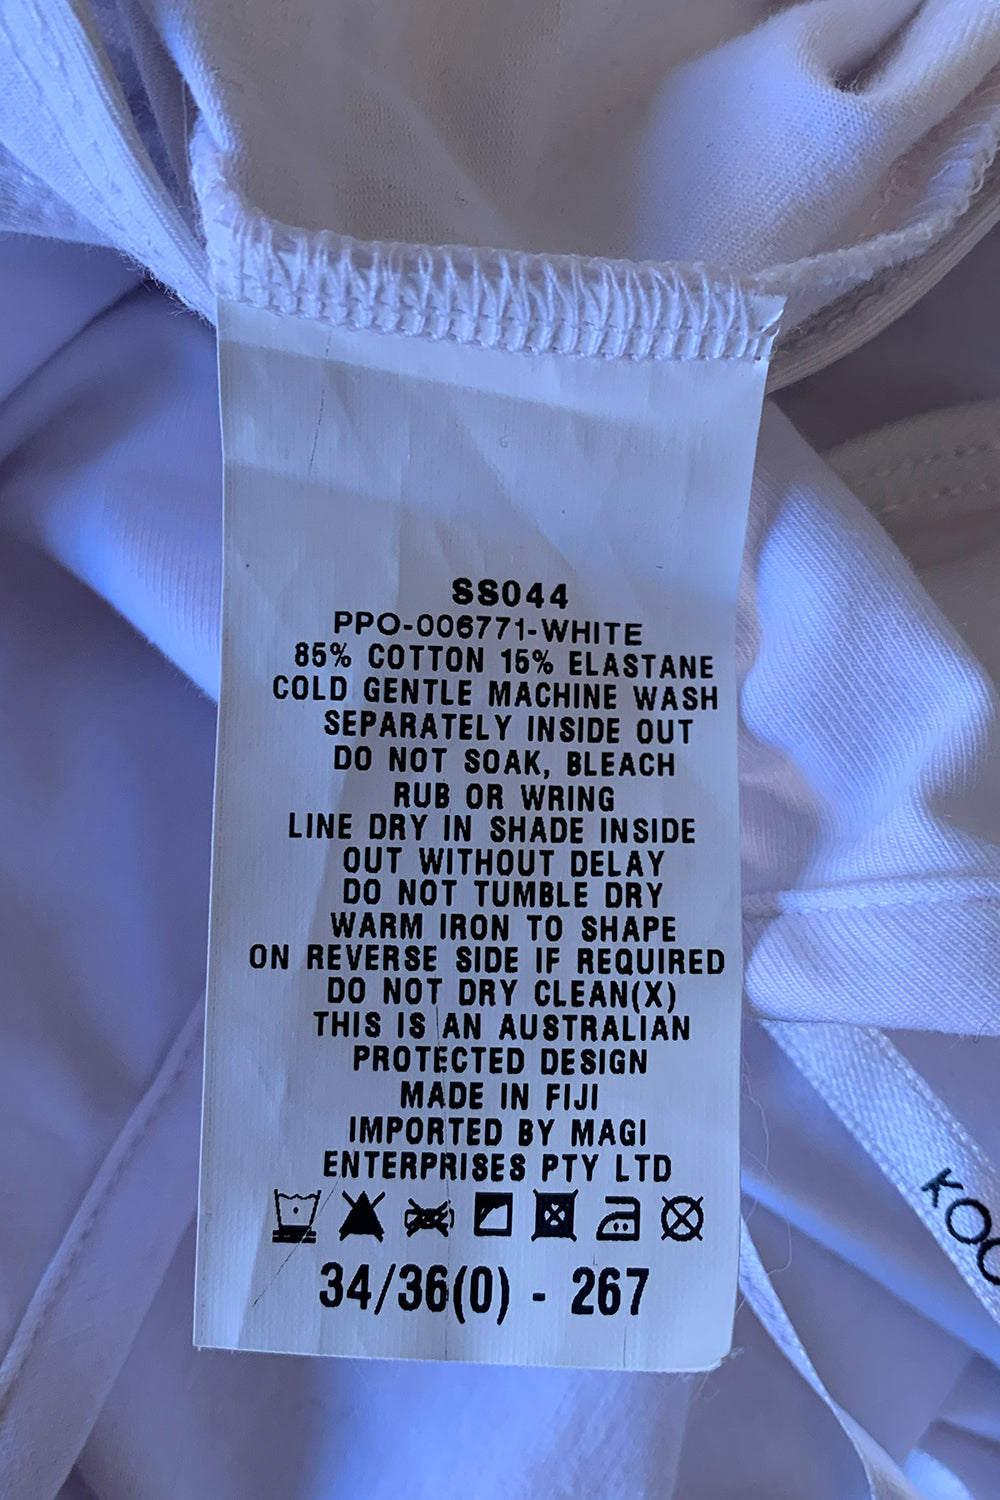 SS044
PPO-006771-WHITE
85% COTTON 15% ELASTANE
COLD GENTLE MACHINE WASH
SEPARATELY INSIDE OUT
DO NOT SOAK, BLEACH
RUB OR WRING
LINE DRY IN SHADE INSIDE
OUT WITHOUT DELAY
DO NOT TUMBLE DRY
WARM IRON TO SHAPE
ON REVERSE SIDE IF REQUIRED
DO NOT DRY CLEAN(X)
THIS IS AN AUSTRALIAN
PROTECTED DESIGN
MADE IN FIJI
IMPORTED BY MAGI
ENTERPRISES PTY LTD
34/36(0) - 267